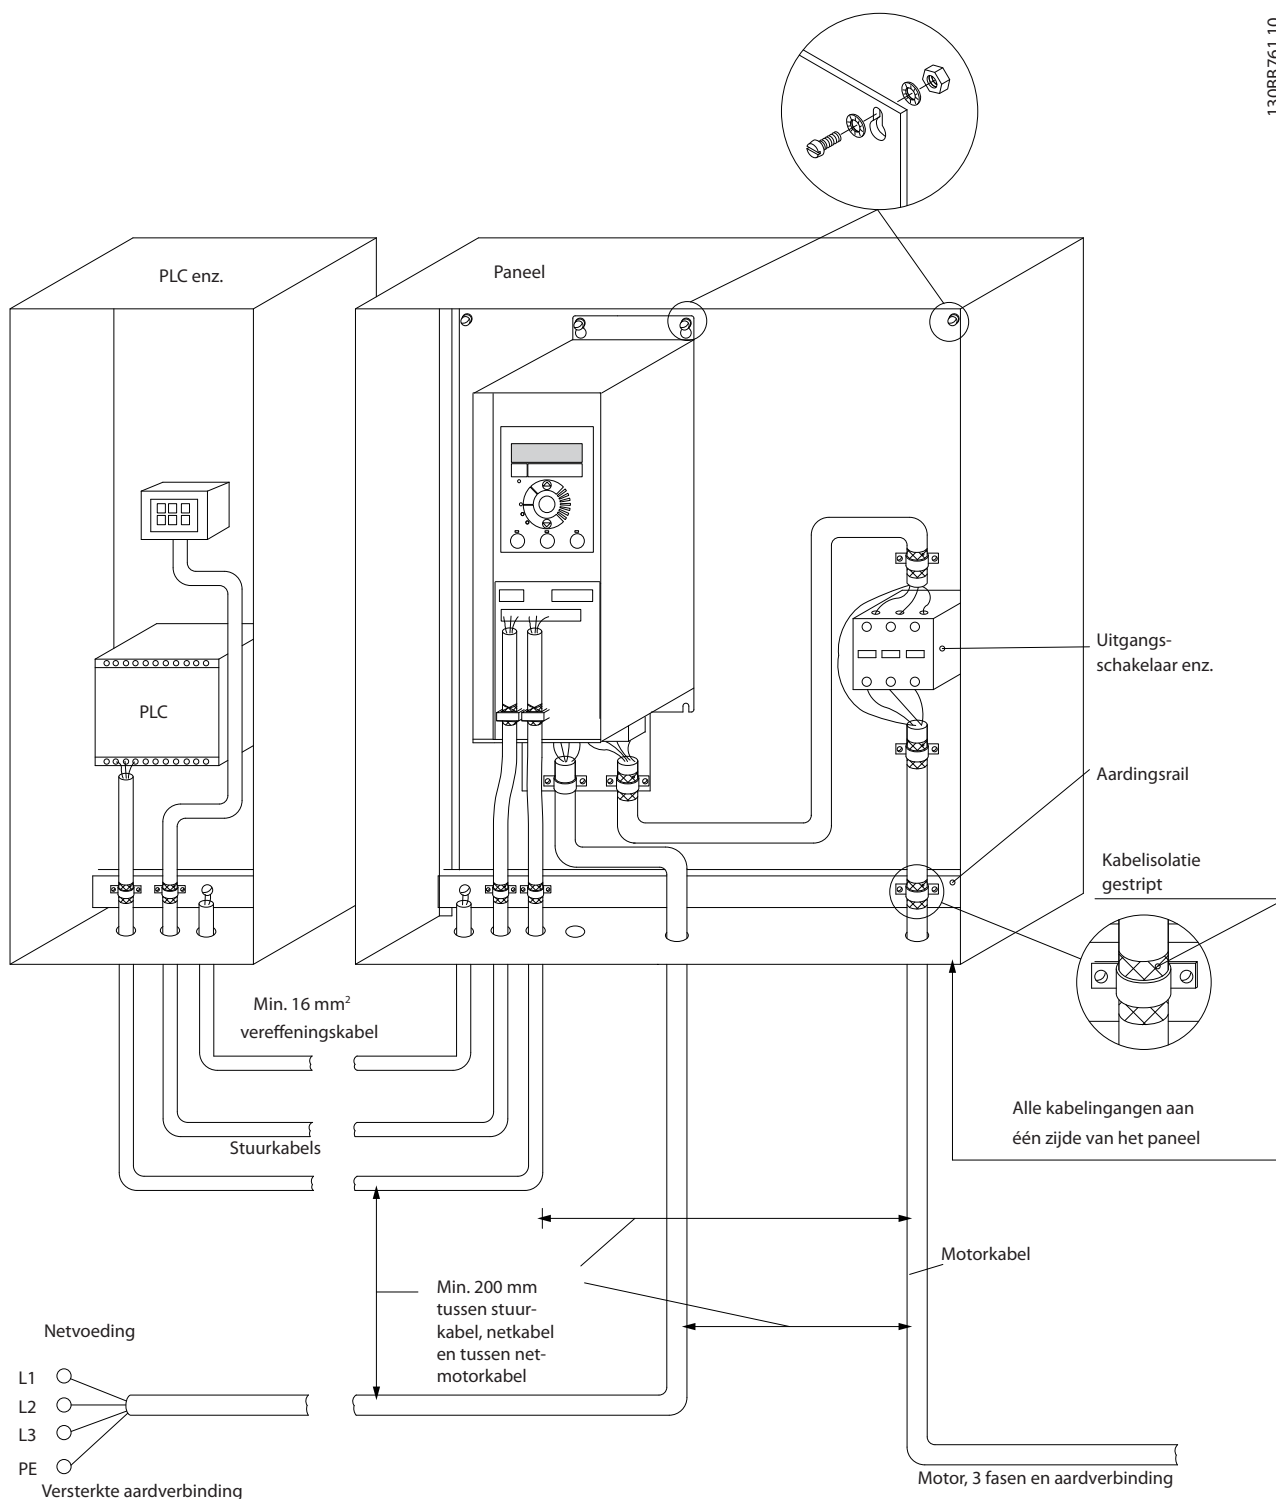 130BB761.10
PLC enz.
Paneel
PLC
Uitgangs-
schakelaar enz.
Aardingsrail
Kabelisolatie
gestript
Min. 16 mm²
vereffeningskabel
Stuurkabels
Alle kabelingangen aan
één zijde van het paneel
Motorkabel
Min. 200 mm
tussen stuur-
kabel, netkabel
en tussen net-
motorkabel
Netvoeding
L1
L2
L3
PE
Versterkte aardverbinding
Motor, 3 fasen en aardverbinding